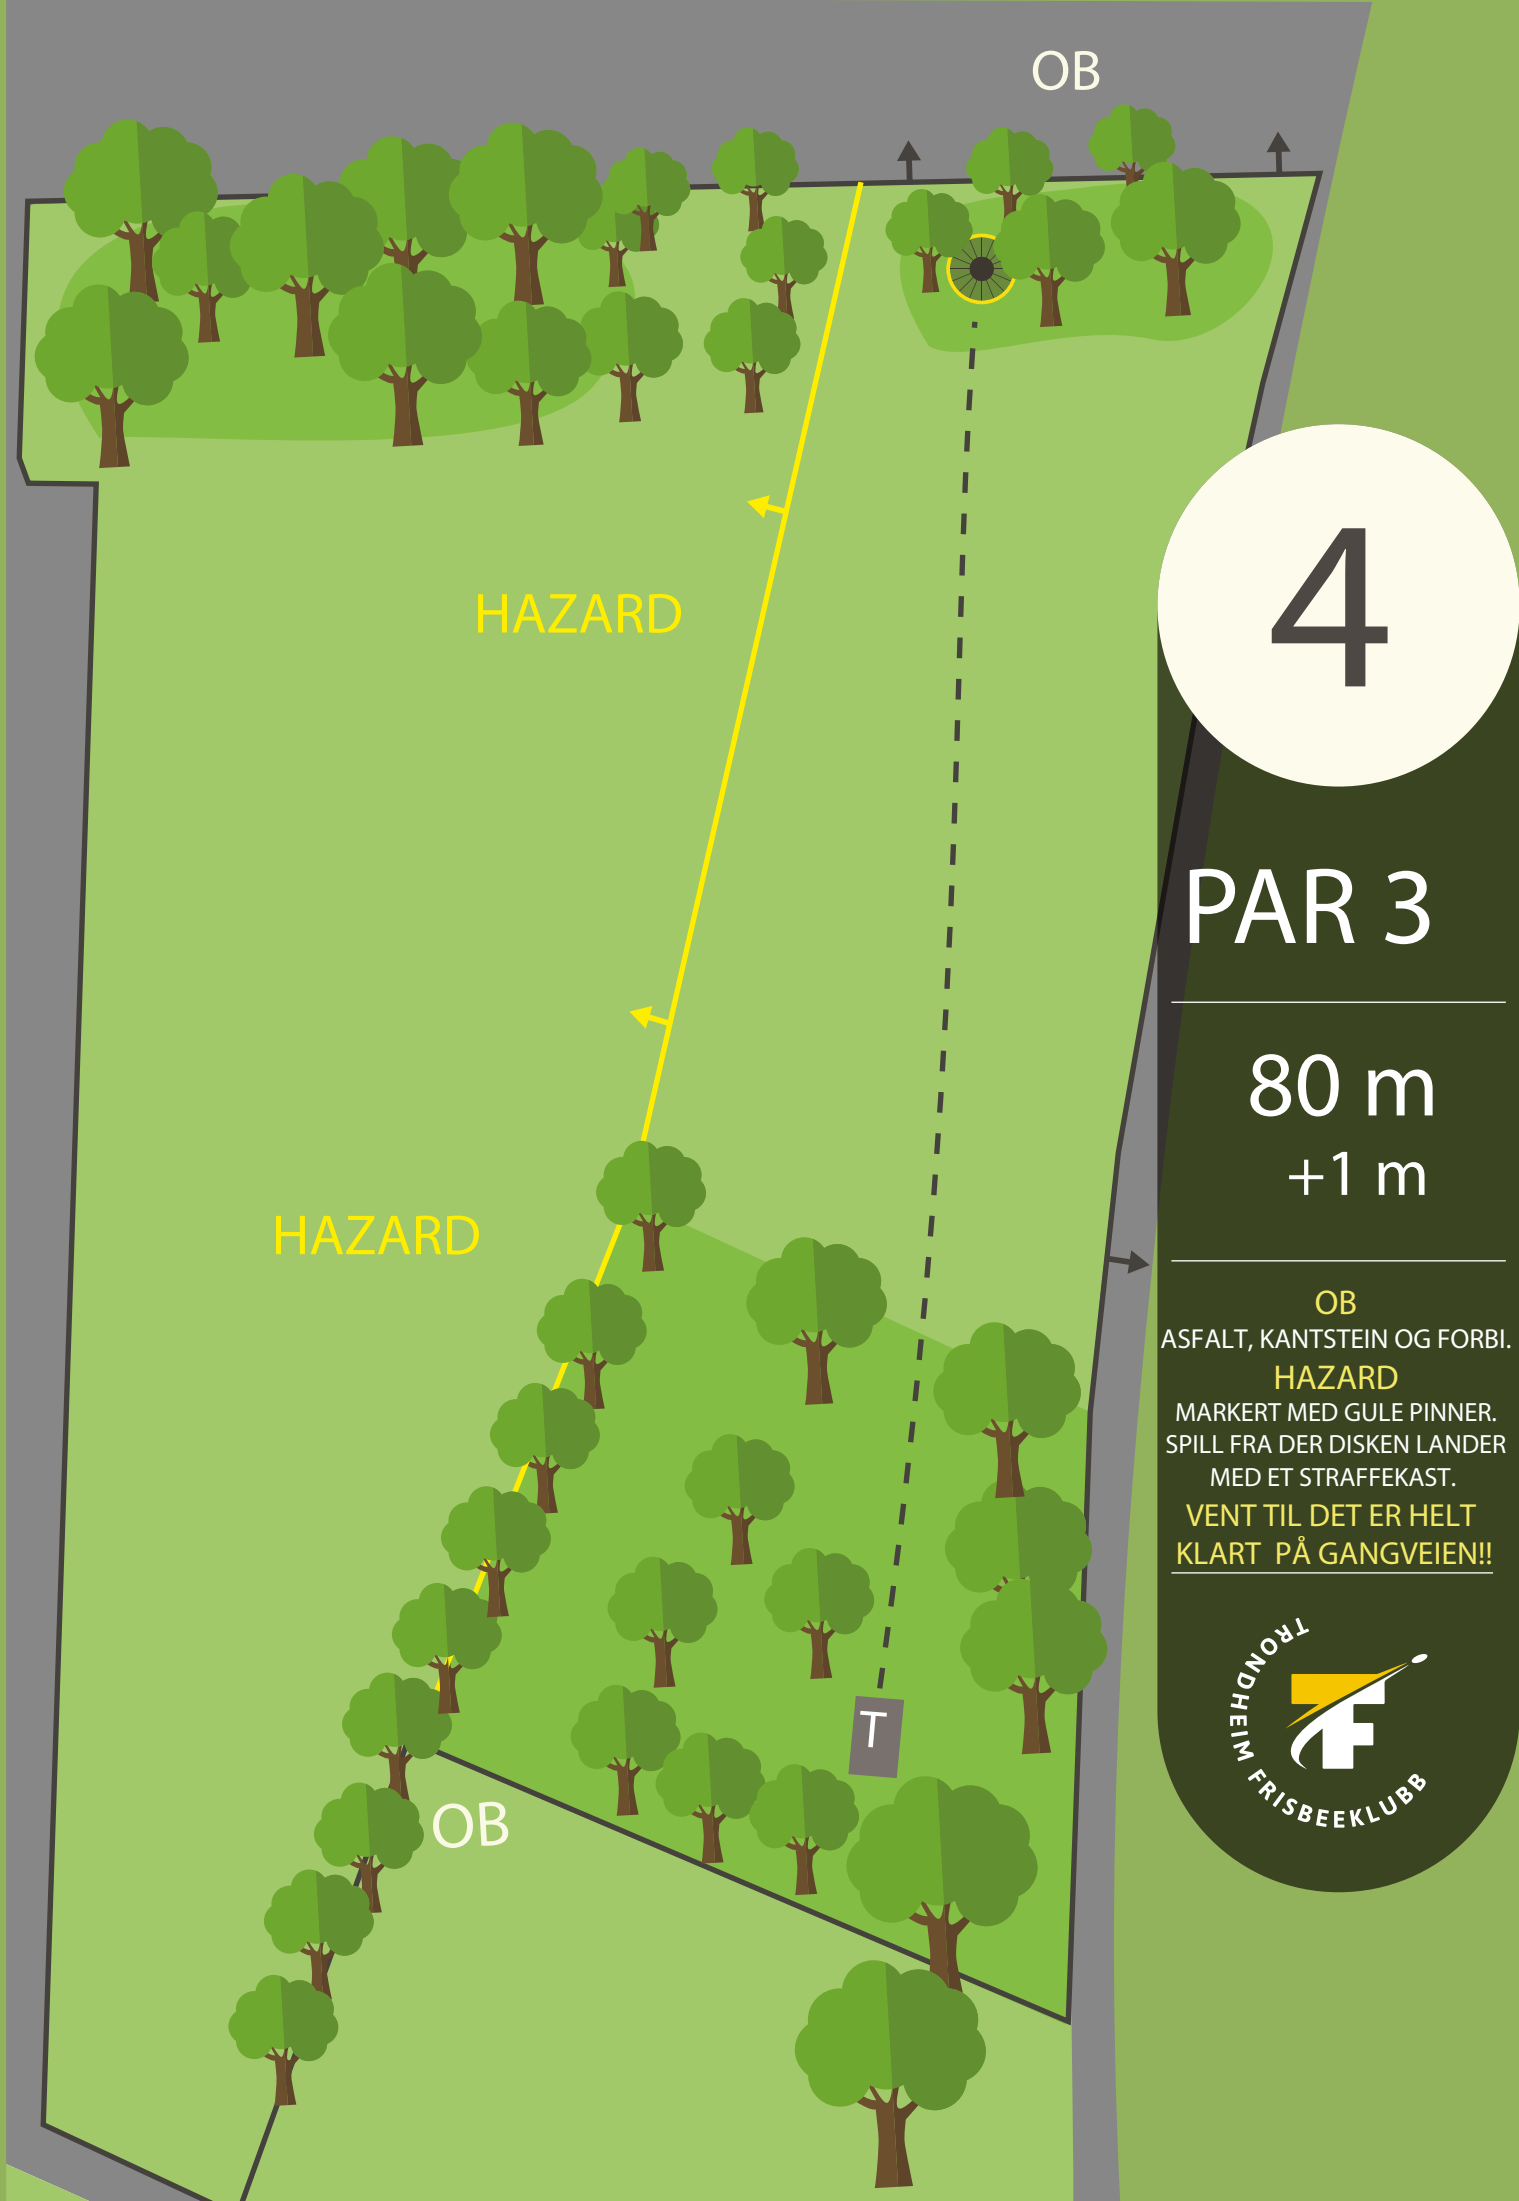 OB
HAZARD
HAZARD
OB
T
4
PAR 3
80 m
+1 m
OB
ASFALT, KANTSTEIN OG FORBI.
HAZARD
MARKERT MED GULE PINNER.
SPILL FRA DER DISKEN LANDER
MED ET STRAFFEKAST.
VENT TIL DET ER HELT
KLART PÅ GANGVEIEN!!
TRONDHEIM FRISBEEKLUBB